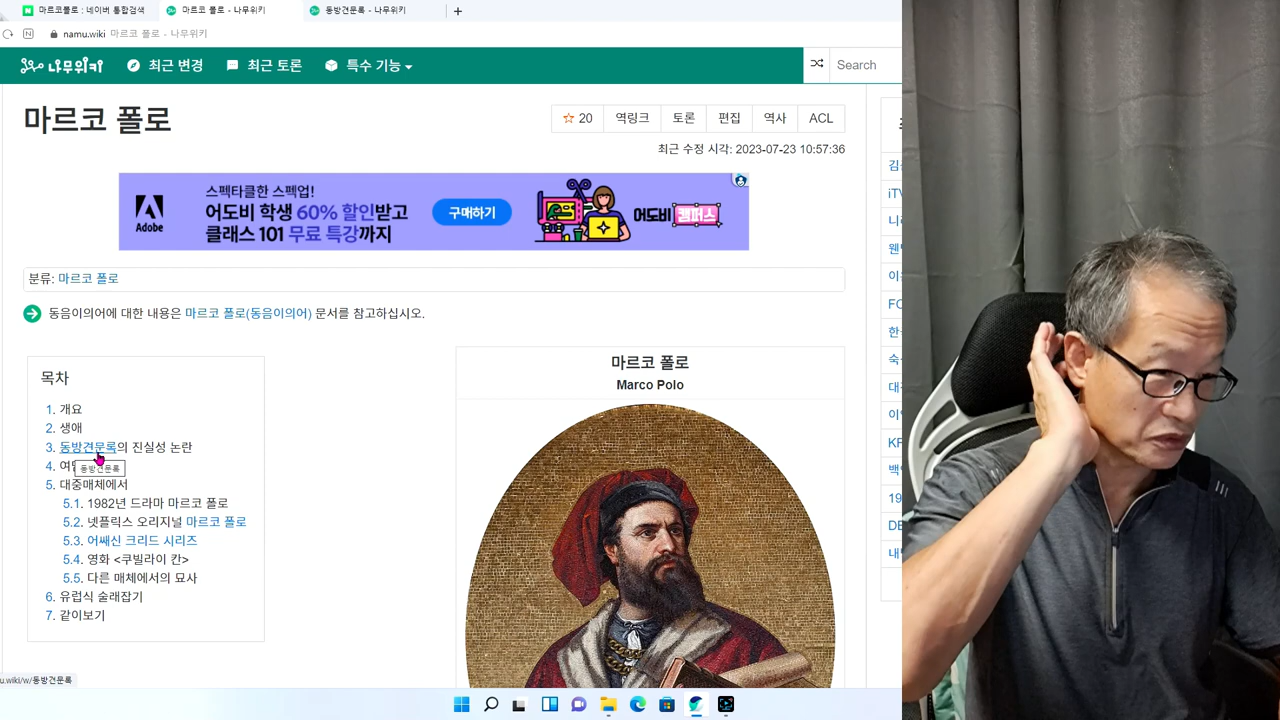 마르코폴로 : 네이버 통합검색
마르코 폴로 - 나무위키
동방견문록 - 나무위키
namu.wiki 마르코 폴로 - 나무위키
나무위키
최근 변경
최근 토론
특수 기능
Search
마르코 폴로
20
역링크
토론
편집
역사
ACL
최근 수정 시각: 2023-07-23 10:57:36
Adobe
스펙타클한 스펙업!
어도비 학생 60% 할인받고
클래스 101 무료 특강까지
구매하기
어도비 캠퍼스
분류: 마르코 폴로
동음이의어에 대한 내용은 마르코 폴로(동음이의어) 문서를 참고하십시오.
목차
1. 개요
2. 생애
3. 동방견문록의 진실성 논란
동방견문록
4.
5. 대중매체에서
5.1. 1982년 드라마 마르코 폴로
5.2. 넷플릭스 오리지널 마르코 폴로
5.3. 어쌔신 크리드 시리즈
5.4. 영화 <쿠빌라이 칸>
5.5. 다른 매체에서의 묘사
6. 유럽식 술래잡기
7. 같이보기
마르코 폴로
Marco Polo
u.wiki/w/동방견문록